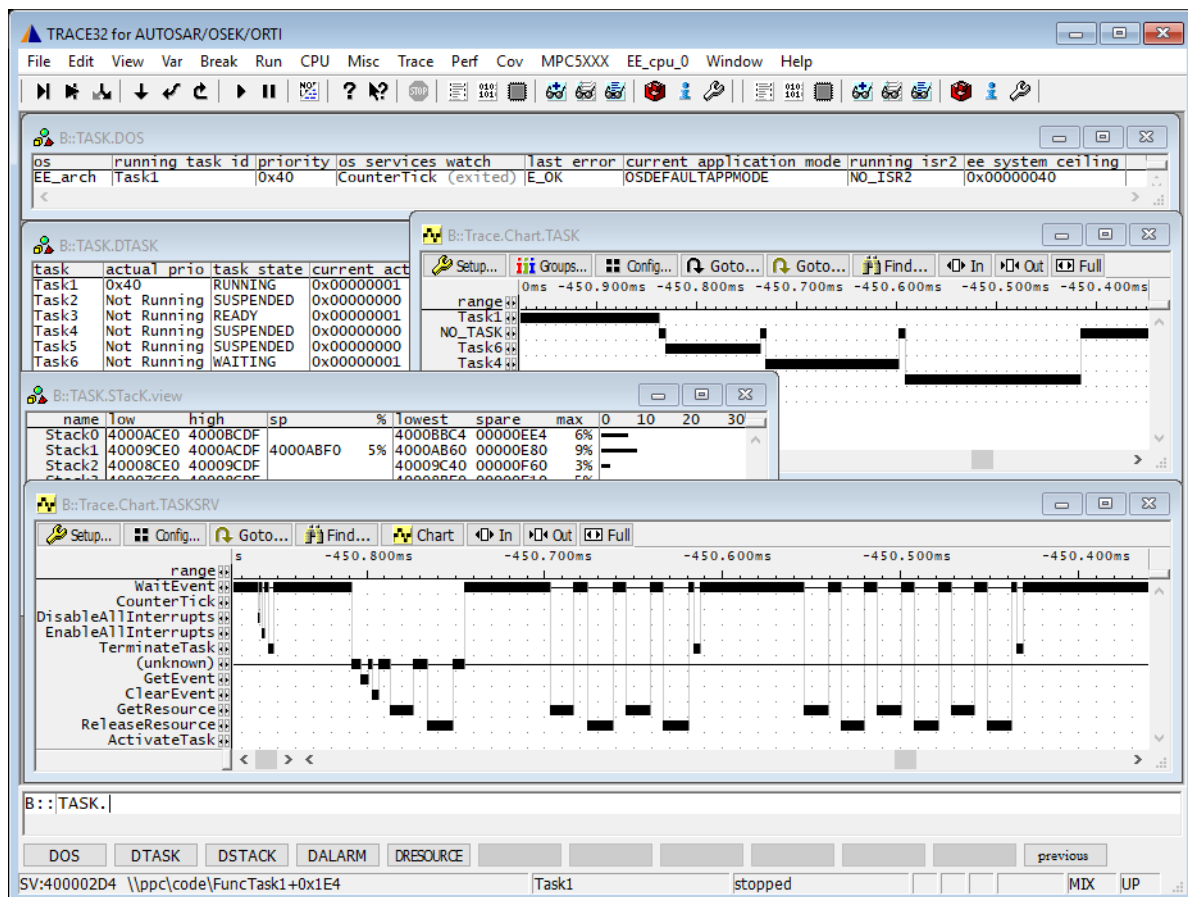 TRACE32 for AUTOSAR/OSEK/ORTI
File Edit View Var Break Run CPU Misc Trace Perf Cov MPC5XXX EE_cpu_0 Window Help
B::TASK.DOS
os running task id priority os services watch last error current application mode running isr2 ee system ceiling
EE_arch Task1 0x40 CounterTick (exited) E_OK OSDEFAULTAPPMODE NO_ISR2 0x00000040
B::TASK.DTASK
task actual prio task state current act
Task1 0x40 RUNNING 0x00000001
Task2 Not Running SUSPENDED 0x00000000
Task3 Not Running READY 0x00000001
Task4 Not Running SUSPENDED 0x00000000
Task5 Not Running SUSPENDED 0x00000000
Task6 Not Running WAITING 0x00000001
B::Trace.Chart.TASK
Setup... Groups... Config... Goto... Goto... Find... In Out Full
0ms -450.900ms -450.800ms -450.700ms -450.600ms -450.500ms -450.400ms
range
Task1
NO_TASK
Task6
Task4
B::TASK.STacK.view
name low high sp % lowest spare max 0 10 20 30
Stack0 4000ACE0 4000BCDF 4000BBC4 00000EE4 6%
Stack1 40009CE0 4000ACDF 4000ABF0 5% 4000AB60 00000E80 9%
Stack2 40008CE0 40009CDF 40009C40 00000F60 3%
B::Trace.Chart.TASKSRV
Setup... Config... Goto... Find... Chart In Out Full
s -450.800ms -450.700ms -450.600ms -450.500ms -450.400ms
range
WaitEvent
CounterTick
DisableAllInterrupts
EnableAllInterrupts
TerminateTask
(unknown)
GetEvent
ClearEvent
GetResource
ReleaseResource
ActivateTask
B::TASK.
DOS DTASK DSTACK DALARM DRESOURCE previous
SV:400002D4 \\ppc\code\FuncTask1+0x1E4 Task1 stopped MIX UP